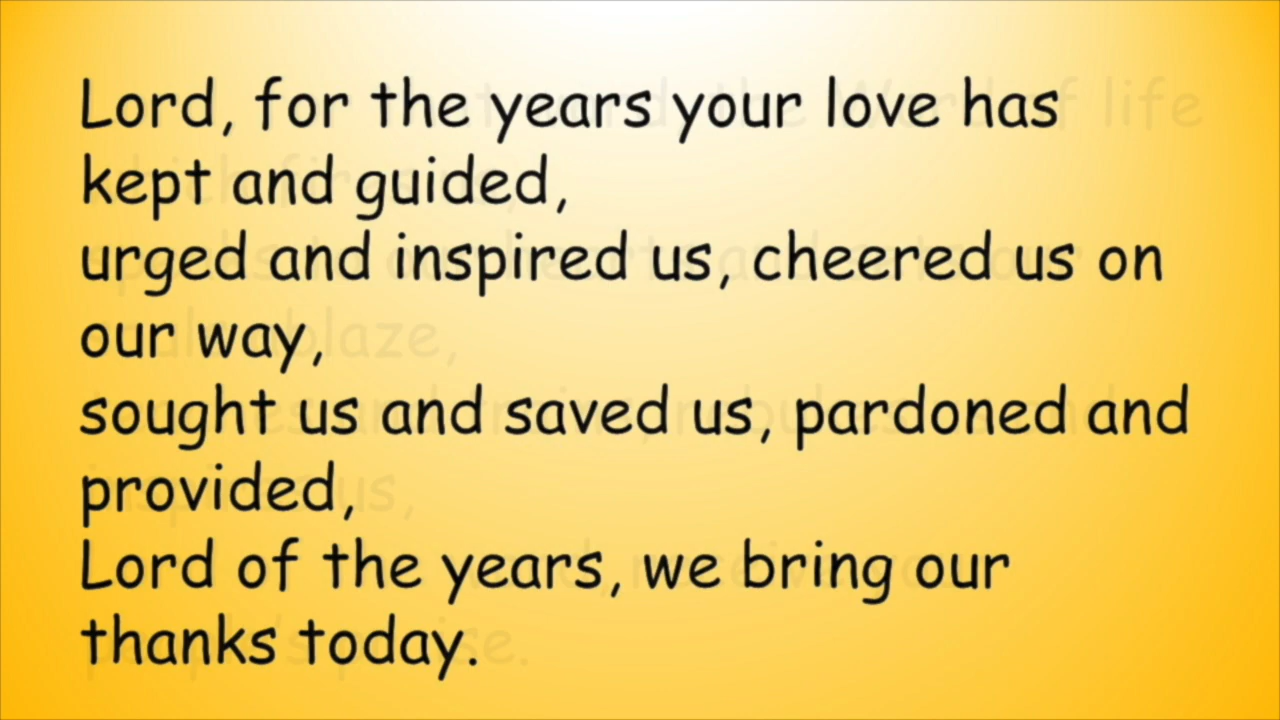 Lord, for the years your love has
kept and guided,
urged and inspired us, cheered us on
our way,
sought us and saved us, pardoned and
provided,
Lord of the years, we bring our
thanks today.